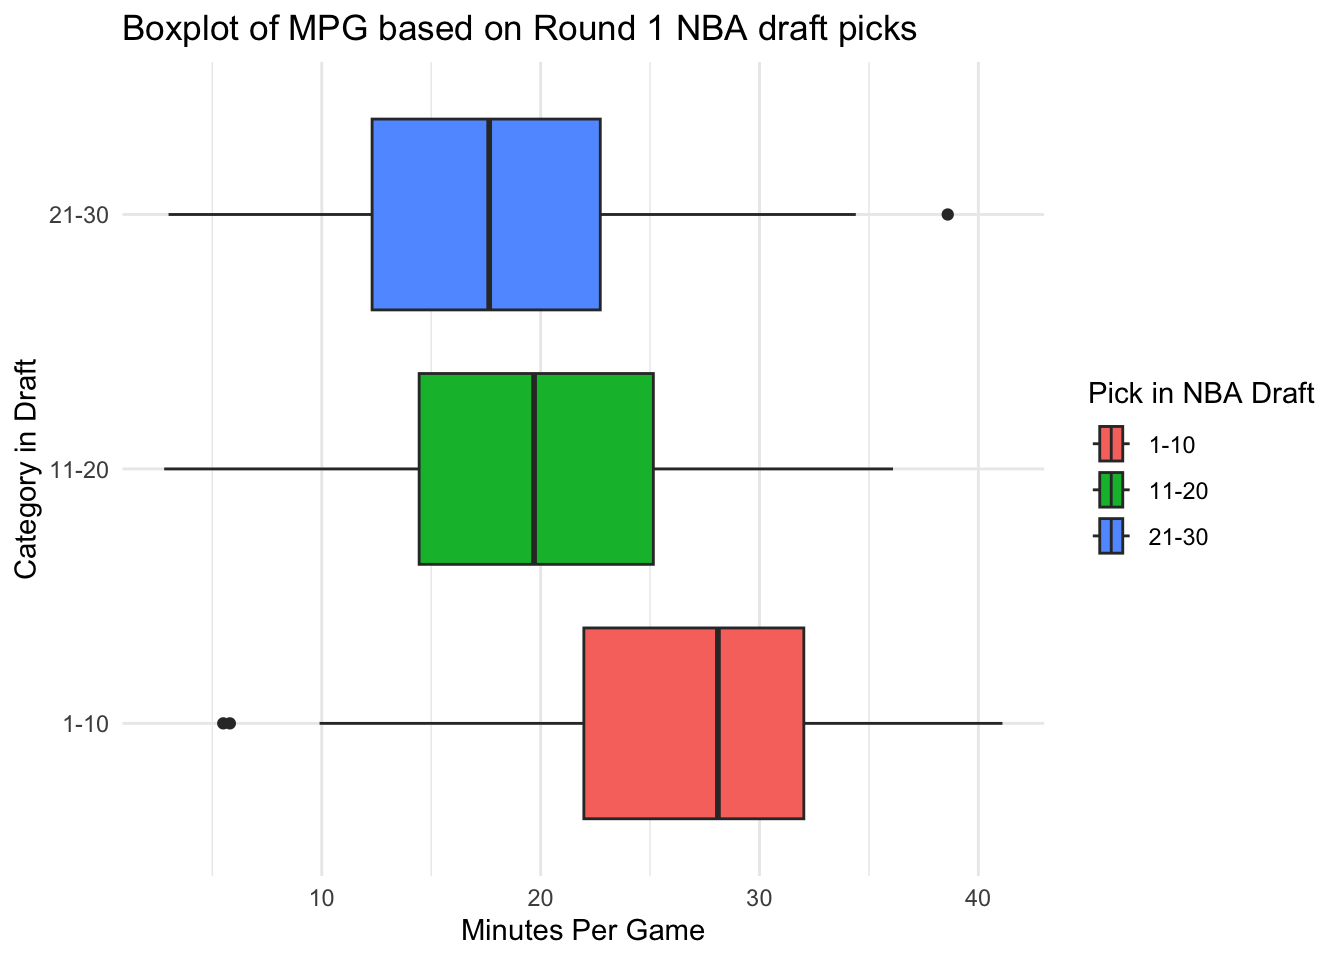 Boxplot of MPG based on Round 1 NBA draft picks
Category in Draft
21-30
11-20
1-10
10 20 30 40
Minutes Per Game
Pick in NBA Draft
1-10
11-20
21-30